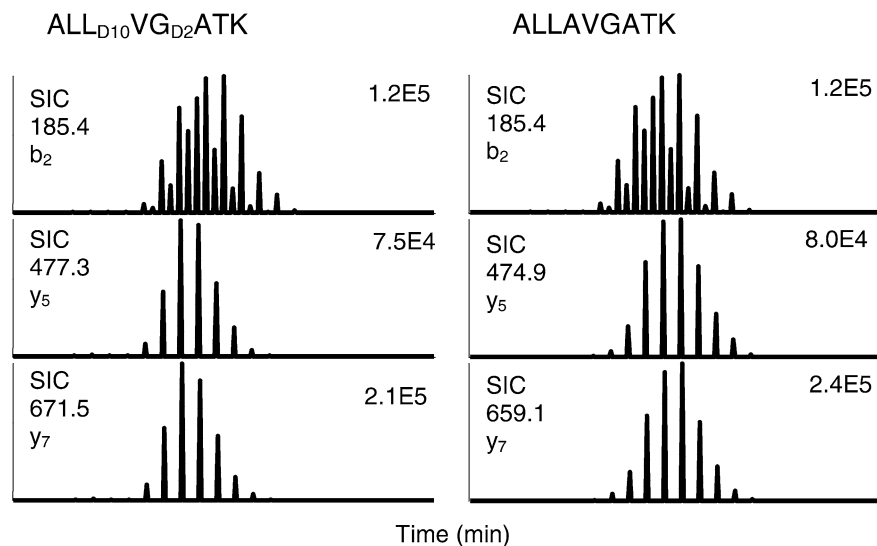 ALL_D10VG_D2ATK
ALLAVGATK
SIC
185.4
b2
1.2E5
SIC
185.4
b2
1.2E5
SIC
477.3
y5
7.5E4
SIC
474.9
y5
8.0E4
SIC
671.5
y7
2.1E5
SIC
659.1
y7
2.4E5
Time (min)